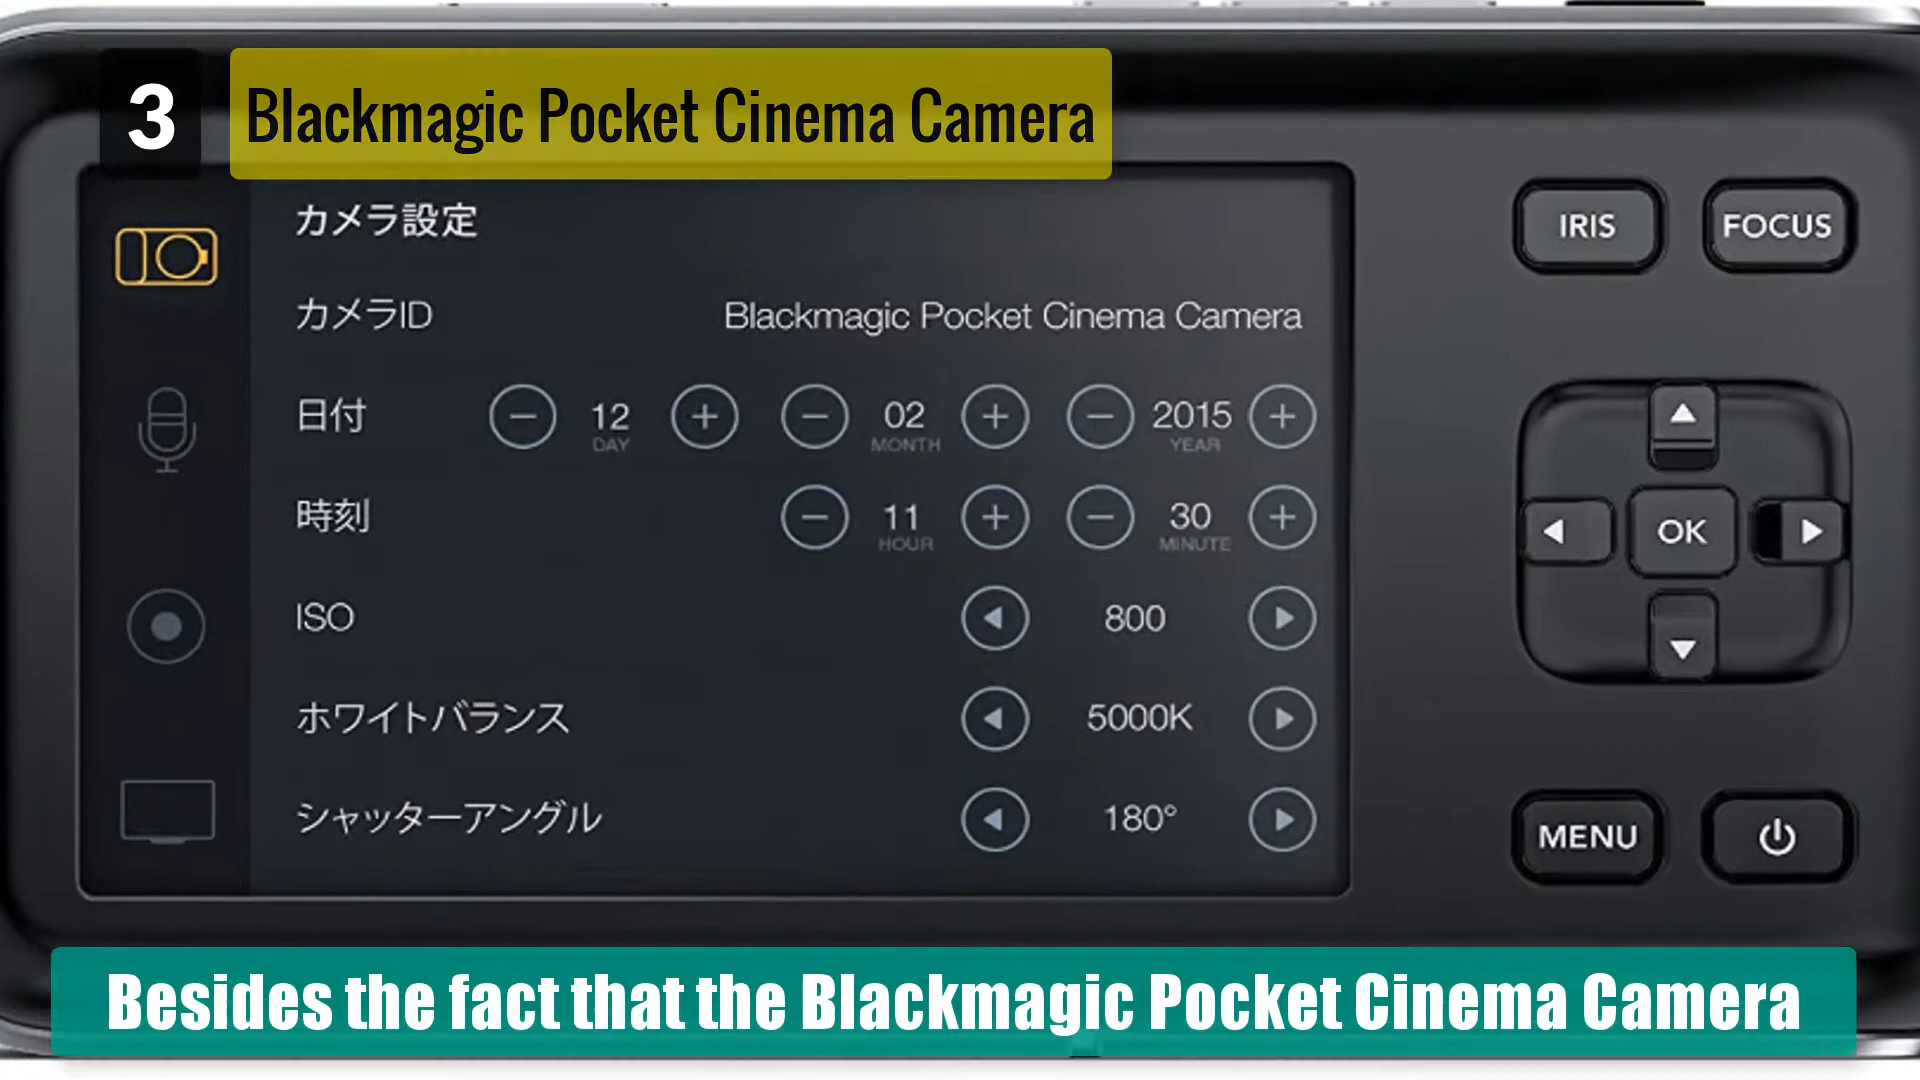 3 Blackmagic Pocket Cinema Camera
カメラ設定
カメラID Blackmagic Pocket Cinema Camera
日付 12 02 2015
DAY MONTH YEAR
時刻 11 30
HOUR MINUTE
ISO 800
ホワイトバランス 5000K
シャッターアングル 180°
IRIS FOCUS
OK
MENU
Besides the fact that the Blackmagic Pocket Cinema Camera